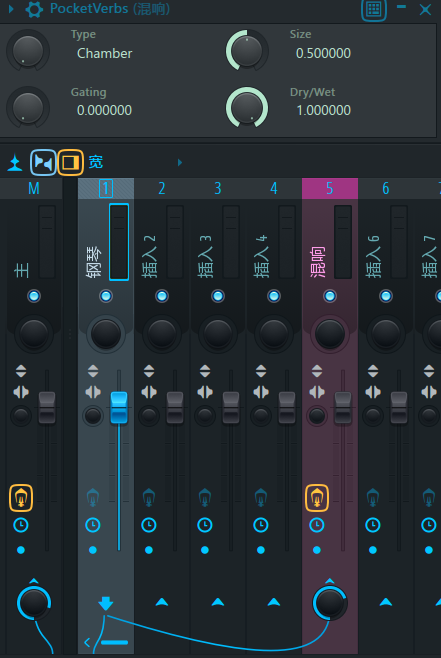 PocketVerbs (混响)
Type
Chamber
Size
0.500000
Gating
0.000000
Dry/Wet
1.000000
宽
M 1 2 3 4 5 6 7
主 钢琴 插入 2 插入 3 插入 4 混响 插入 6 插入 7